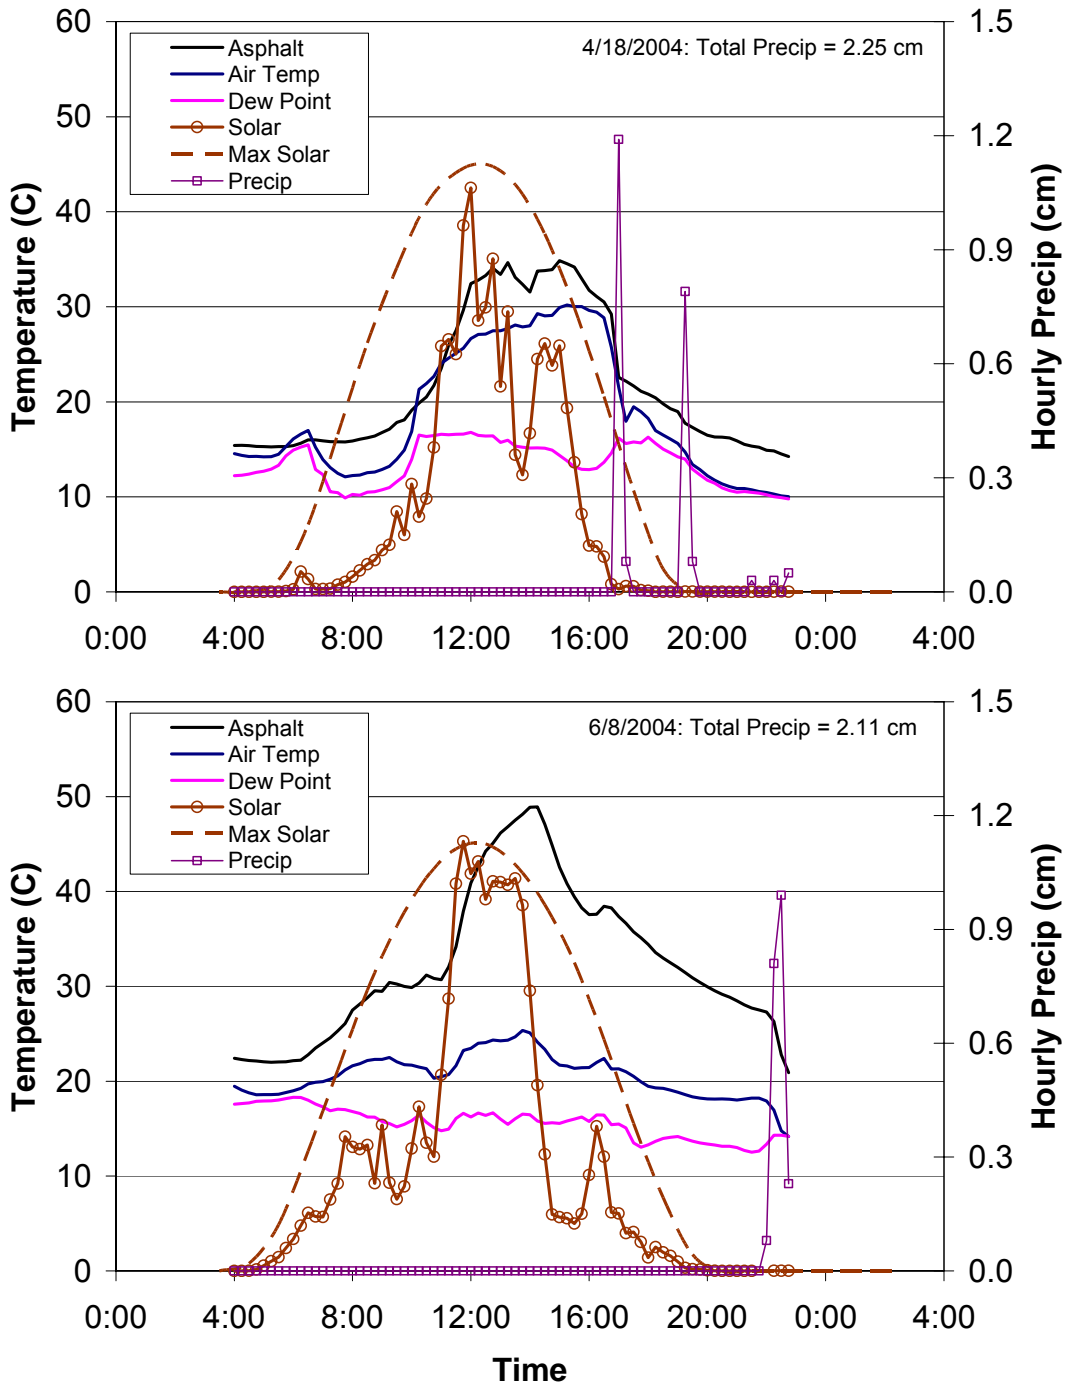 60
50
40
30
20
10
0
Temperature (C)
1.5
1.2
0.9
0.6
0.3
0.0
Hourly Precip (cm)
4/18/2004: Total Precip = 2.25 cm
Asphalt
Air Temp
Dew Point
Solar
Max Solar
Precip
0:00 4:00 8:00 12:00 16:00 20:00 0:00 4:00
60
50
40
30
20
10
0
Temperature (C)
1.5
1.2
0.9
0.6
0.3
0.0
Hourly Precip (cm)
6/8/2004: Total Precip = 2.11 cm
Asphalt
Air Temp
Dew Point
Solar
Max Solar
Precip
0:00 4:00 8:00 12:00 16:00 20:00 0:00 4:00
Time